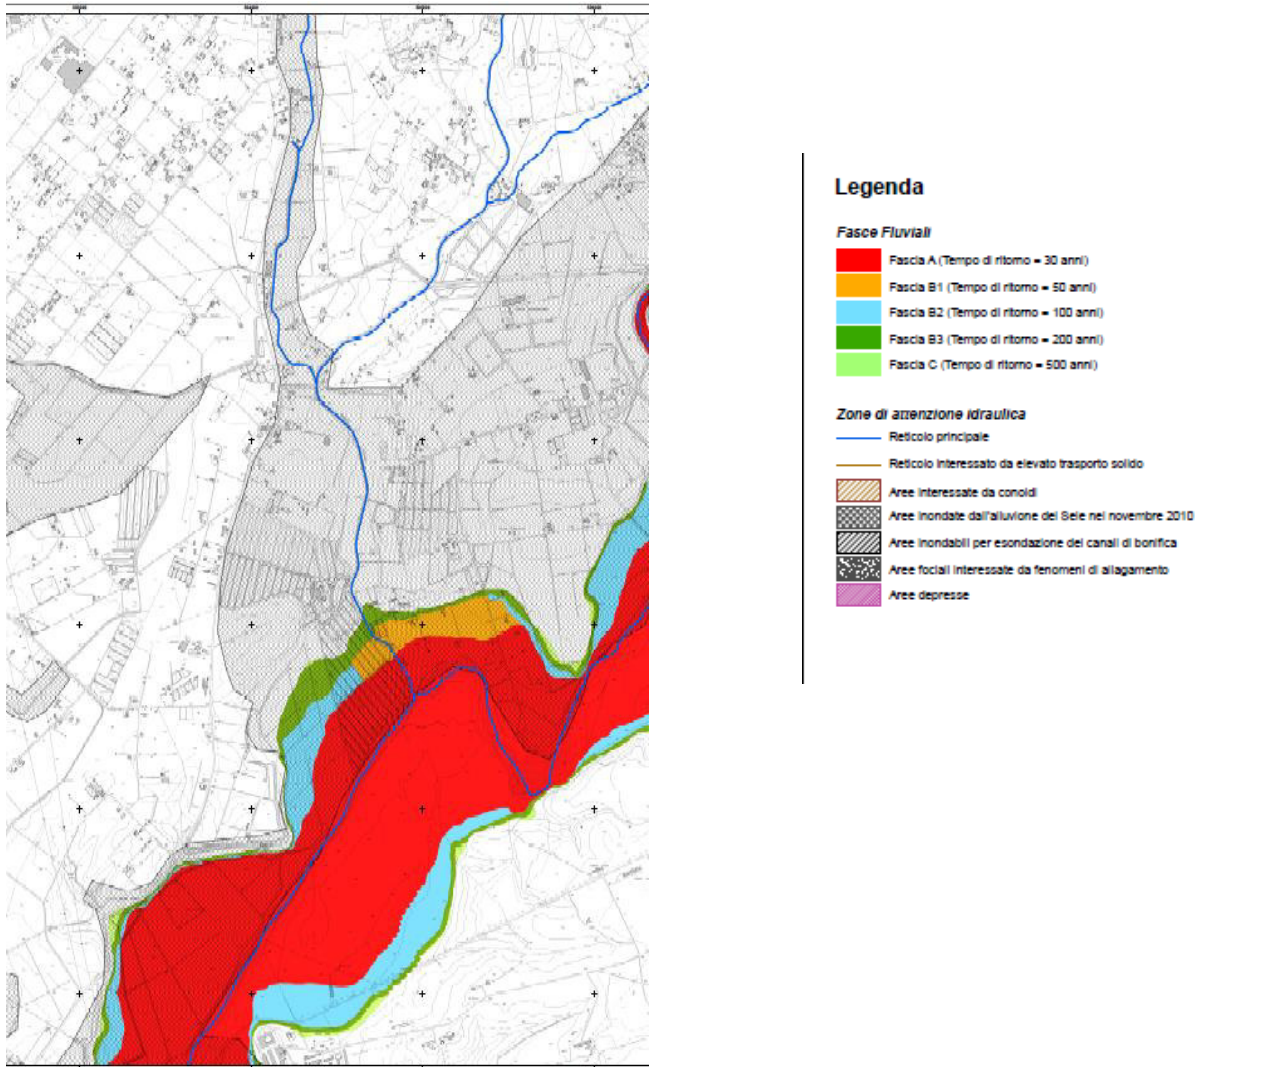 Legenda
Fasce Fluviali
Fascia A (Tempo di ritorno = 30 anni)
Fascia B1 (Tempo di ritorno = 50 anni)
Fascia B2 (Tempo di ritorno = 100 anni)
Fascia B3 (Tempo di ritorno = 200 anni)
Fascia C (Tempo di ritorno = 500 anni)
Zone di attenzione idraulica
Reticolo principale
Reticolo interessato da elevato trasporto solido
Aree interessate da conoidi
Aree inondate dall'alluvione del Sele nel novembre 2010
Aree inondabili per esondazione dei canali di bonifica
Aree fociali interessate da fenomeni di allagamento
Aree depresse